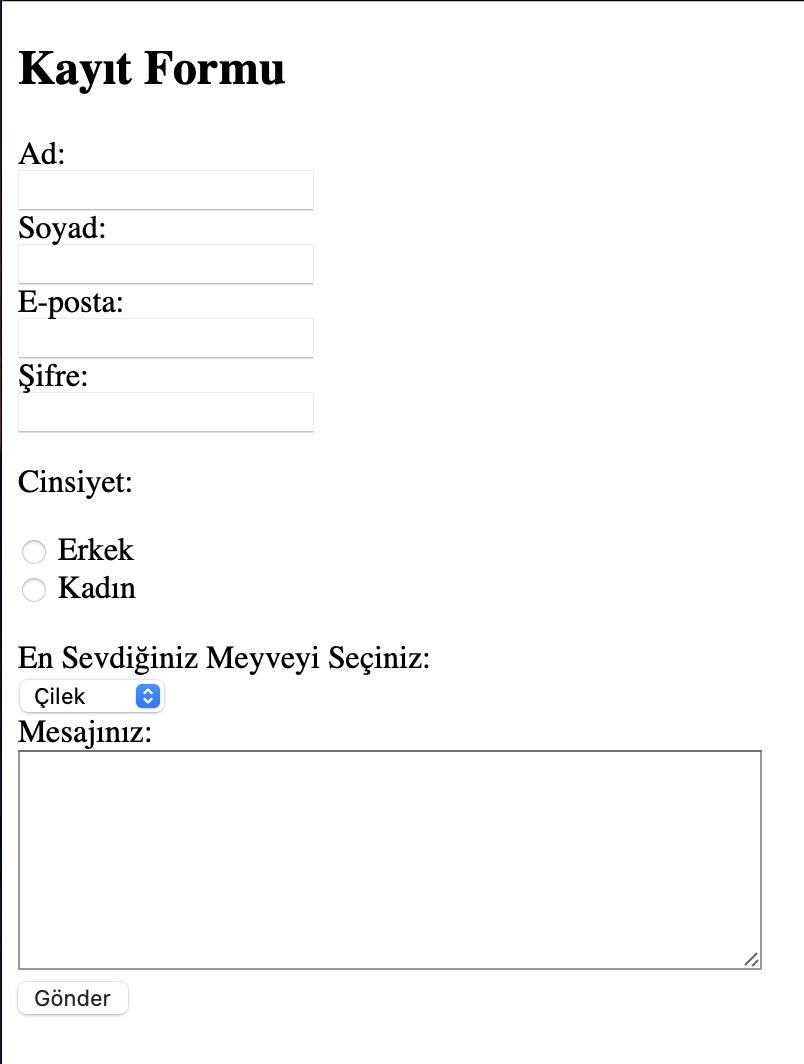 Kayıt Formu
Ad:
Soyad:
E-posta:
Şifre:
Cinsiyet:
Erkek
Kadın
En Sevdiğiniz Meyveyi Seçiniz:
Çilek
Mesajınız:
Gönder